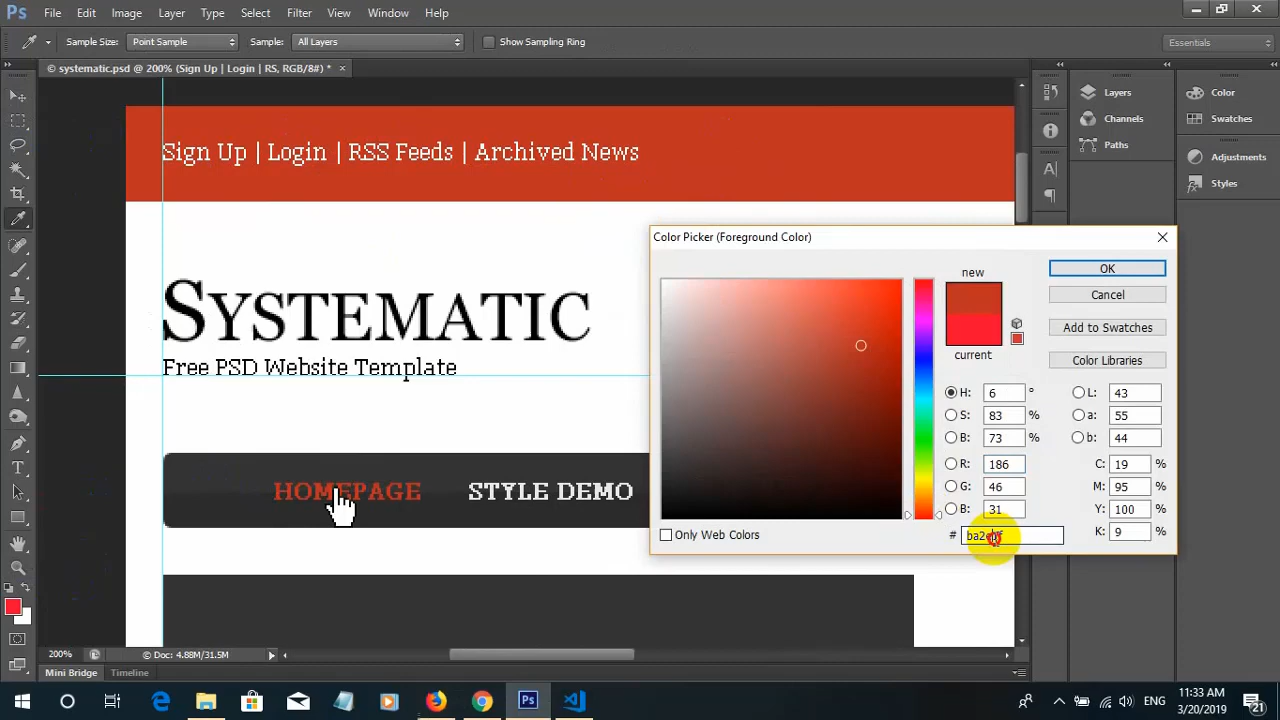 Ps File Edit Image Layer Type Select Filter View Window Help
Sample Size: Point Sample Sample: All Layers Show Sampling Ring Essentials
© systematic.psd @ 200% (Sign Up | Login | RS, RGB/8#) * ×
Sign Up | Login | RSS Feeds | Archived News
SYSTEMATIC
Free PSD Website Template
HOMEPAGE STYLE DEMO
Layers
Channels
Paths
Color
Swatches
Adjustments
Styles
Color Picker (Foreground Color)
new
current
OK
Cancel
Add to Swatches
Color Libraries
H: 6 °
S: 83 %
B: 73 %
R: 186
G: 46
B: 31
L: 43
a: 55
b: 44
C: 19 %
M: 95 %
Y: 100 %
K: 9 %
Only Web Colors
#
200% Doc: 4.88M/31.5M
Mini Bridge Timeline
Ps
ENG
11:33 AM
3/20/2019
21